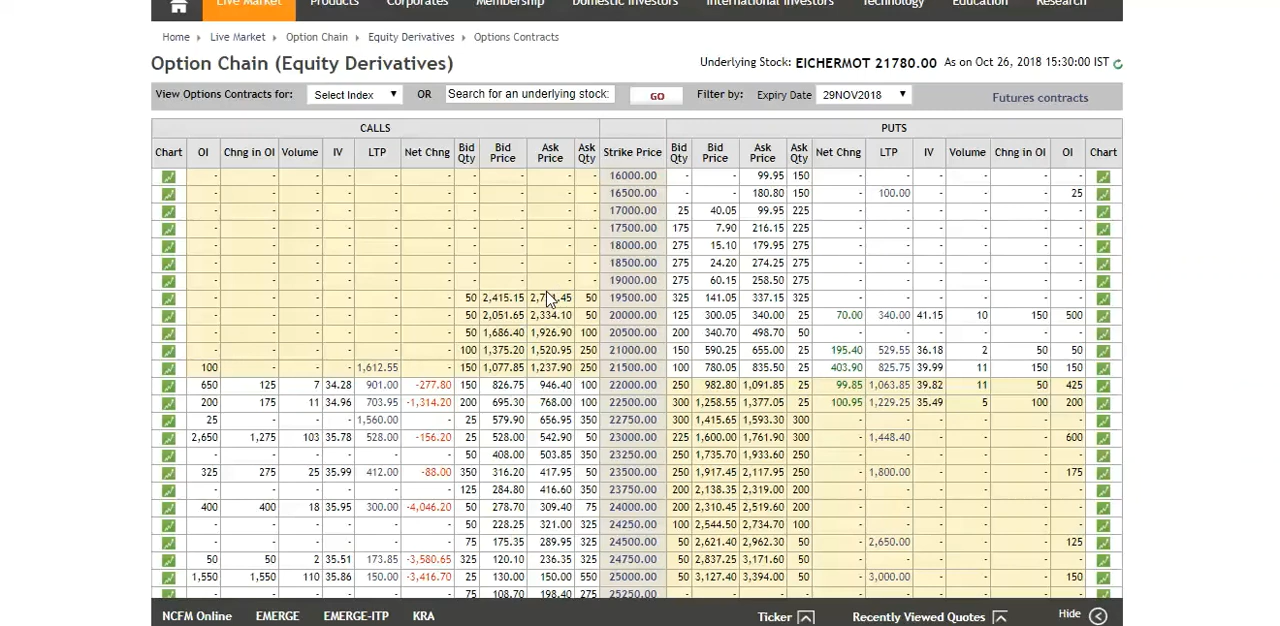 Live Market Products Corporates Membership Domestic Investors International Investors Technology Education Research
Home Live Market Option Chain Equity Derivatives Options Contracts
Option Chain (Equity Derivatives) Underlying Stock: EICHERMOT 21780.00 As on Oct 26, 2018 15:30:00 IST
View Options Contracts for: Select Index OR Search for an underlying stock: GO Filter by: Expiry Date 29NOV2018 Futures contracts
CALLS PUTS
Chart OI Chng in OI Volume IV LTP Net Chng Bid Qty Bid Price Ask Price Ask Qty Strike Price Bid Qty Bid Price Ask Price Ask Qty Net Chng LTP IV Volume Chng in OI OI Chart
- - - - - - - - - - 16000.00 - - 99.95 150 - - - - - -
- - - - - - - - - - 16500.00 - - 180.80 150 - 100.00 - - - 25
- - - - - - - - - - 17000.00 25 40.05 99.95 225 - - - - - -
- - - - - - - - - - 17500.00 175 7.90 216.15 225 - - - - - -
- - - - - - - - - - 18000.00 275 15.10 179.95 225 - - - - - -
- - - - - - - - - - 18500.00 275 24.20 274.25 275 - - - - - -
- - - - - - - - - - 19000.00 275 60.15 258.50 275 - - - - - -
- - - - - - 50 2,415.15 50 19500.00 325 141.05 337.15 325 - - - - - -
- - - - - - 50 2,051.65 2,334.10 50 20000.00 125 300.05 340.00 25 70.00 340.00 41.15 10 150 500
- - - - - - 50 1,686.40 1,926.90 100 20500.00 200 340.70 498.70 50 - - - - - -
- - - - - - 100 1,375.20 1,520.95 250 21000.00 150 590.25 655.00 25 195.40 529.55 36.18 2 50 50
100 - - - 1,612.55 - 150 1,077.85 1,237.90 250 21500.00 100 780.05 835.50 25 403.90 825.75 39.99 11 150 150
650 125 7 34.28 901.00 -277.80 150 826.75 946.40 100 22000.00 250 982.80 1,091.85 25 99.85 1,063.85 39.82 11 50 425
200 175 11 34.96 703.95 -1,314.20 200 695.30 768.00 100 22500.00 300 1,258.55 1,377.05 25 100.95 1,229.25 35.49 5 100 200
25 - - - 1,560.00 - 25 579.90 656.95 350 22750.00 300 1,415.65 1,593.30 300 - - - - - -
2,650 1,275 103 35.78 528.00 -156.20 25 528.00 542.90 50 23000.00 225 1,600.00 1,761.90 300 - 1,448.40 - - - 600
- - - - - - 50 408.00 503.85 350 23250.00 250 1,735.70 1,933.60 250 - - - - - -
325 275 25 35.99 412.00 -88.00 350 316.20 417.95 50 23500.00 250 1,917.45 2,117.95 250 - 1,800.00 - - - 175
- - - - - - 125 284.80 416.60 350 23750.00 200 2,138.35 2,319.00 200 - - - - - -
400 400 18 35.95 300.00 -4,046.20 50 278.70 309.40 75 24000.00 200 2,310.45 2,519.60 200 - - - - - -
- - - - - - 50 228.25 321.00 325 24250.00 100 2,544.50 2,734.70 100 - - - - - -
- - - - - - 75 175.35 289.95 325 24500.00 50 2,621.40 2,962.30 50 - 2,650.00 - - - 125
50 50 2 35.51 173.85 -3,580.65 325 120.10 236.35 325 24750.00 50 2,837.25 3,171.60 50 - - - - - -
1,550 1,550 110 35.86 150.00 -3,416.70 25 130.00 150.00 550 25000.00 50 3,127.40 3,394.00 50 - 3,000.00 - - - 150
- - - - - - 75 108.70 198.40 275 25250.00 - - - - - - - - - -
NCFM Online EMERGE EMERGE-ITP KRA Ticker Recently Viewed Quotes Hide